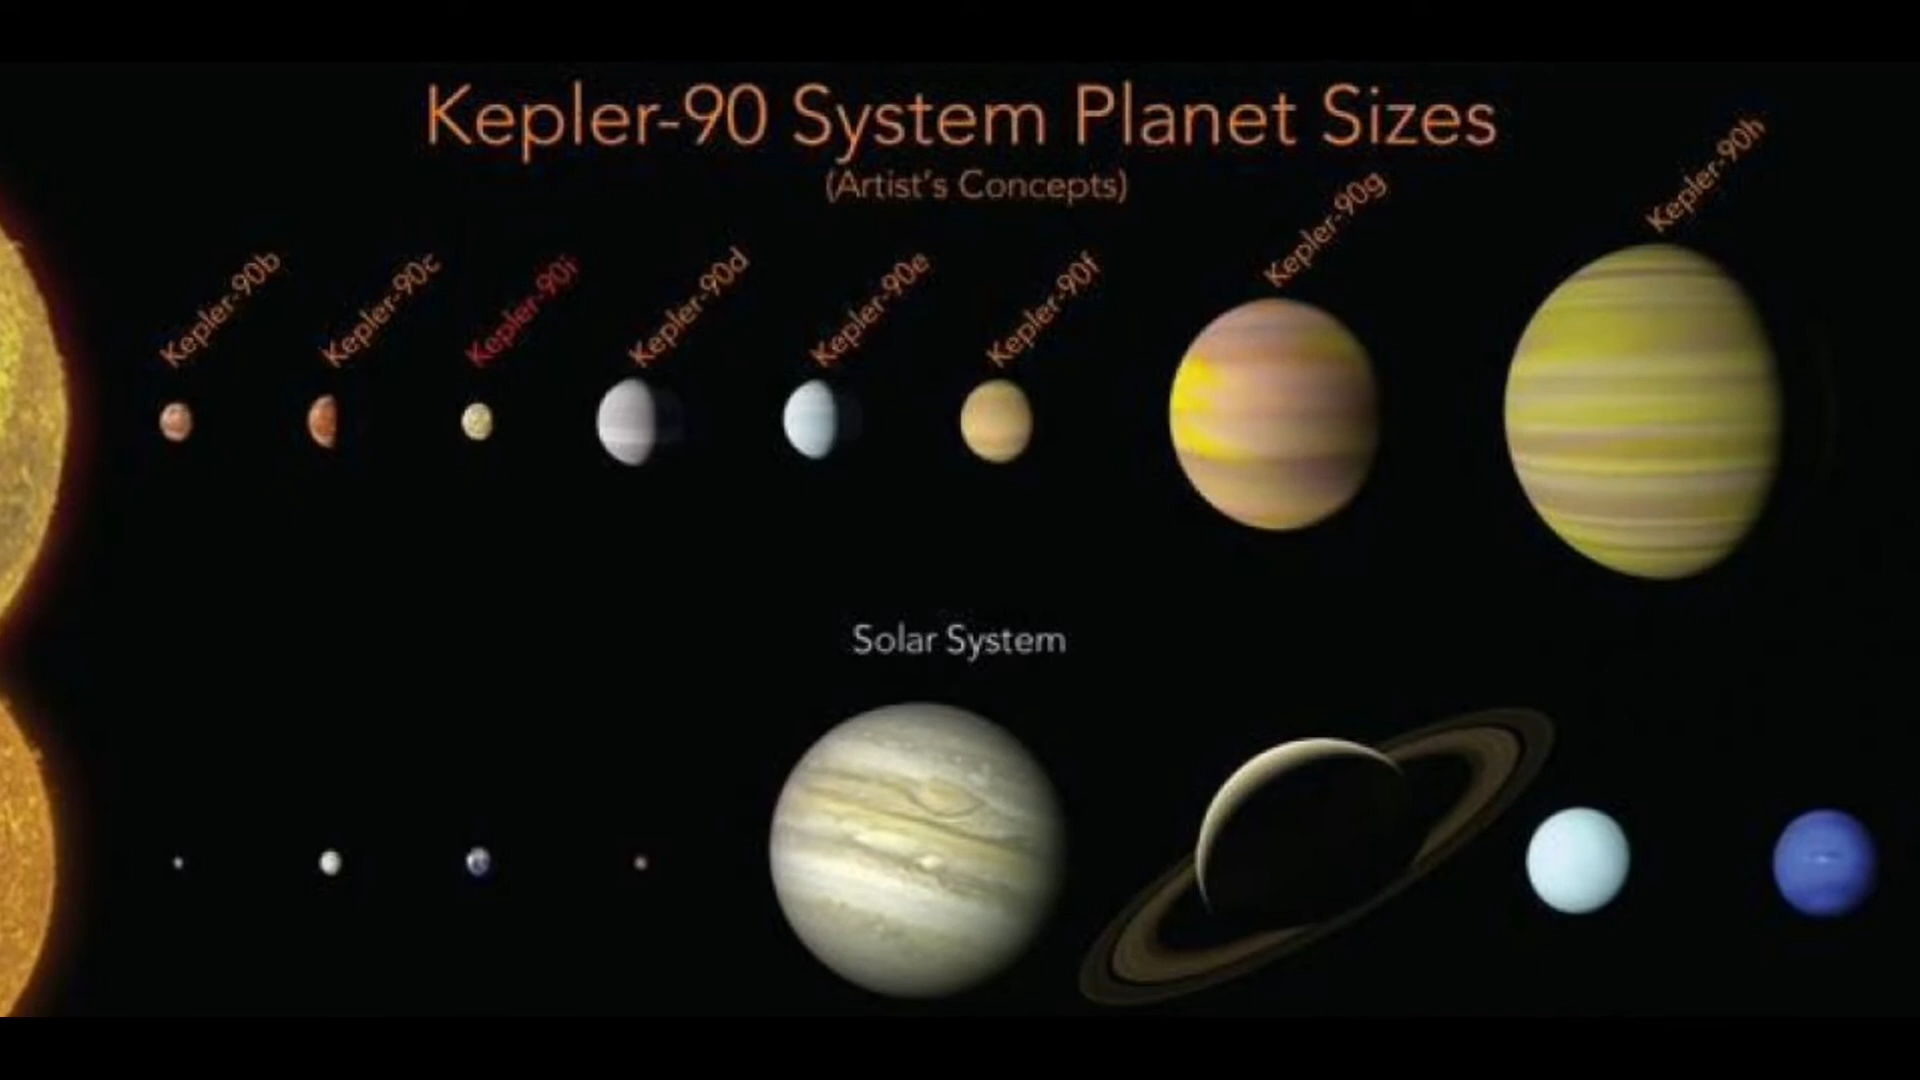 Kepler-90 System Planet Sizes
(Artist's Concepts)
Kepler-90b
Kepler-90c
Kepler-90i
Kepler-90d
Kepler-90e
Kepler-90f
Kepler-90g
Kepler-90h
Solar System